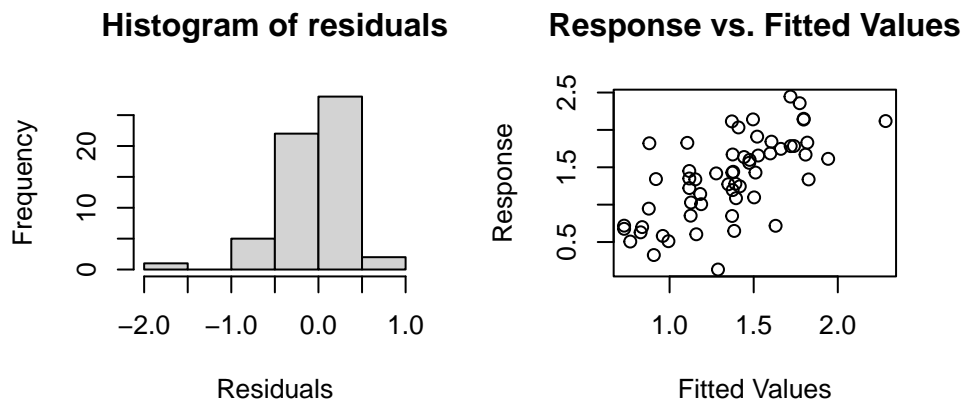 Histogram of residuals
Frequency
0
10
20
−2.0 −1.0 0.0 1.0
Residuals
Response vs. Fitted Values
Response
0.5
1.5
2.5
1.0 1.5 2.0
Fitted Values